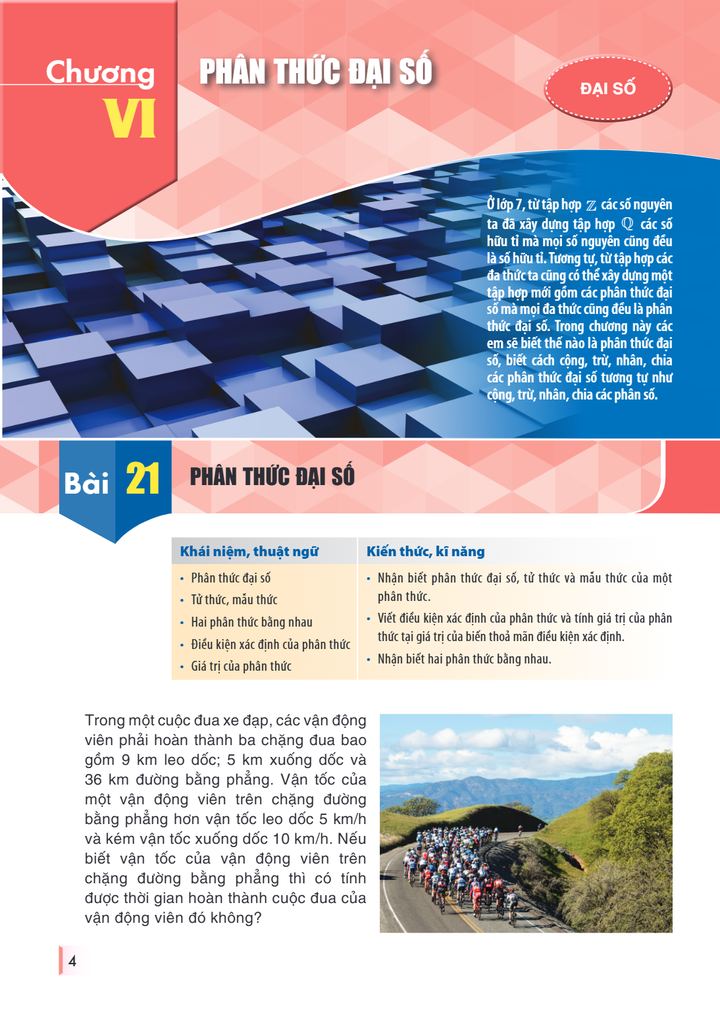 Chương
VI
PHÂN THỨC ĐẠI SỐ
ĐẠI SỐ
Ở lớp 7, từ tập hợp ℤ các số nguyên
ta đã xây dựng tập hợp ℚ các số
hữu tỉ mà mọi số nguyên cũng đều
là số hữu tỉ. Tương tự, từ tập hợp các
đa thức ta cũng có thể xây dựng một
tập hợp mới gồm các phân thức đại
số mà mọi đa thức cũng đều là phân
thức đại số. Trong chương này các
em sẽ biết thế nào là phân thức đại
số, biết cách cộng, trừ, nhân, chia
các phân thức đại số tương tự như
cộng, trừ, nhân, chia các phân số.
Bài 21
PHÂN THỨC ĐẠI SỐ
Khái niệm, thuật ngữ
• Phân thức đại số
• Tử thức, mẫu thức
• Hai phân thức bằng nhau
• Điều kiện xác định của phân thức
• Giá trị của phân thức
Kiến thức, kĩ năng
• Nhận biết phân thức đại số, tử thức và mẫu thức của một
phân thức.
• Viết điều kiện xác định của phân thức và tính giá trị của phân
thức tại giá trị của biến thoả mãn điều kiện xác định.
• Nhận biết hai phân thức bằng nhau.
Trong một cuộc đua xe đạp, các vận động
viên phải hoàn thành ba chặng đua bao
gồm 9 km leo dốc; 5 km xuống dốc và
36 km đường bằng phẳng. Vận tốc của
một vận động viên trên chặng đường
bằng phẳng hơn vận tốc leo dốc 5 km/h
và kém vận tốc xuống dốc 10 km/h. Nếu
biết vận tốc của vận động viên trên
chặng đường bằng phẳng thì có tính
được thời gian hoàn thành cuộc đua của
vận động viên đó không?
4